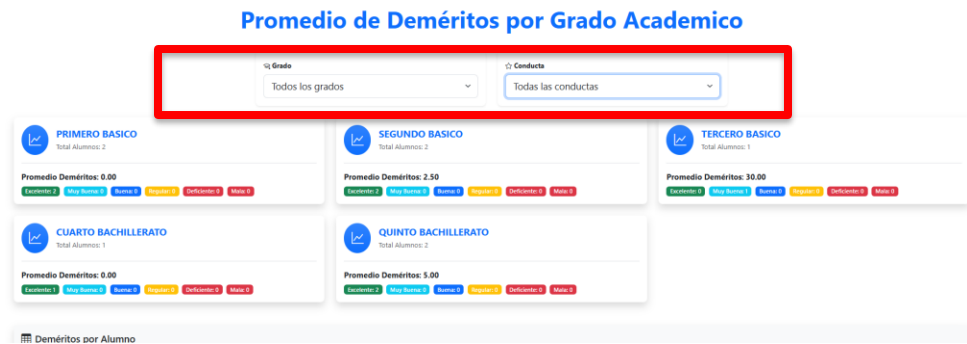 Promedio de Deméritos por Grado Academico
Grado
Todos los grados
Conducta
Todas las conductas
PRIMERO BASICO
Total Alumnos: 2
Promedio Deméritos: 0.00
Excelente: 2 Muy Buena: 0 Buena: 0 Regular: 0 Deficiente: 0 Mala: 0
SEGUNDO BASICO
Total Alumnos: 2
Promedio Deméritos: 2.50
Excelente: 2 Muy Buena: 0 Buena: 0 Regular: 0 Deficiente: 0 Mala: 0
TERCERO BASICO
Total Alumnos: 1
Promedio Deméritos: 30.00
Excelente: 0 Muy Buena: 1 Buena: 0 Regular: 0 Deficiente: 0 Mala: 0
CUARTO BACHILLERATO
Total Alumnos: 1
Promedio Deméritos: 0.00
Excelente: 1 Muy Buena: 0 Buena: 0 Regular: 0 Deficiente: 0 Mala: 0
QUINTO BACHILLERATO
Total Alumnos: 2
Promedio Deméritos: 5.00
Excelente: 2 Muy Buena: 0 Buena: 0 Regular: 0 Deficiente: 0 Mala: 0
Deméritos por Alumno